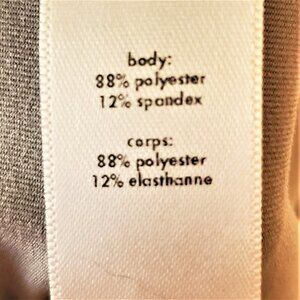 body:
88% polyester
12% spandex
corps:
88% polyester
12% elasthanne